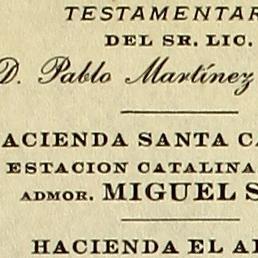 TESTAMENTAR
DEL SR. LIC.
D. Pablo Martínez
ACIENDA SANTA CA
ESTACION CATALINA
ADMOR. MIGUEL S
HACIENDA EL A